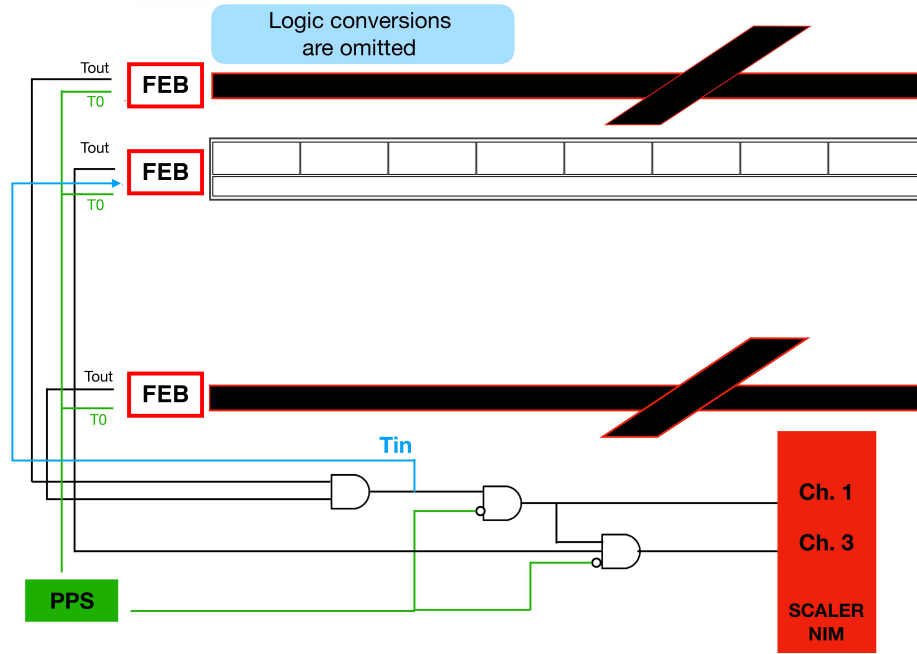 Logic conversions
are omitted
Tout
FEB
T0
Tout
FEB
T0
Tout
FEB
T0
Tin
Ch. 1
Ch. 3
PPS
SCALER
NIM